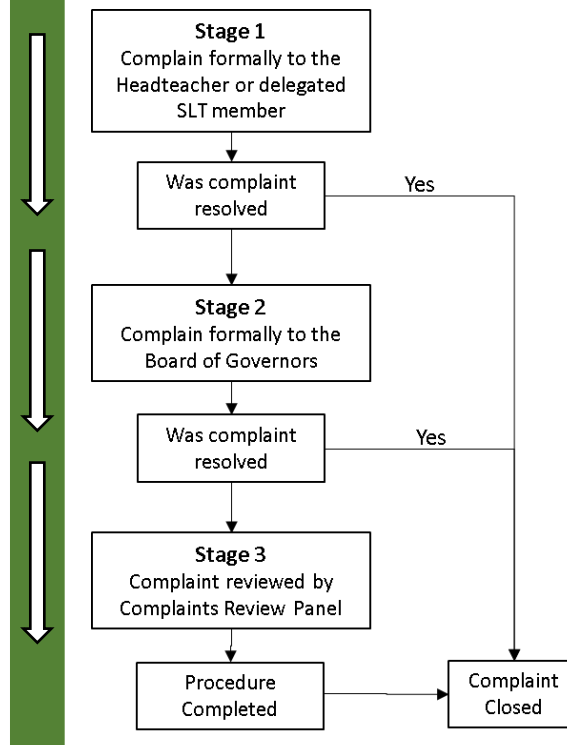 Stage 1
Complain formally to the
Headteacher or delegated
SLT member
Was complaint
resolved
Yes
Stage 2
Complain formally to the
Board of Governors
Was complaint
resolved
Yes
Stage 3
Complaint reviewed by
Complaints Review Panel
Procedure
Completed
Complaint
Closed